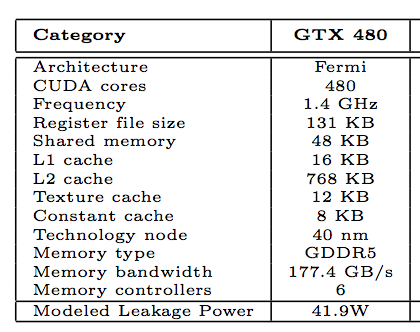 Category GTX 480
Architecture Fermi
CUDA cores 480
Frequency 1.4 GHz
Register file size 131 KB
Shared memory 48 KB
L1 cache 16 KB
L2 cache 768 KB
Texture cache 12 KB
Constant cache 8 KB
Technology node 40 nm
Memory type GDDR5
Memory bandwidth 177.4 GB/s
Memory controllers 6
Modeled Leakage Power 41.9W